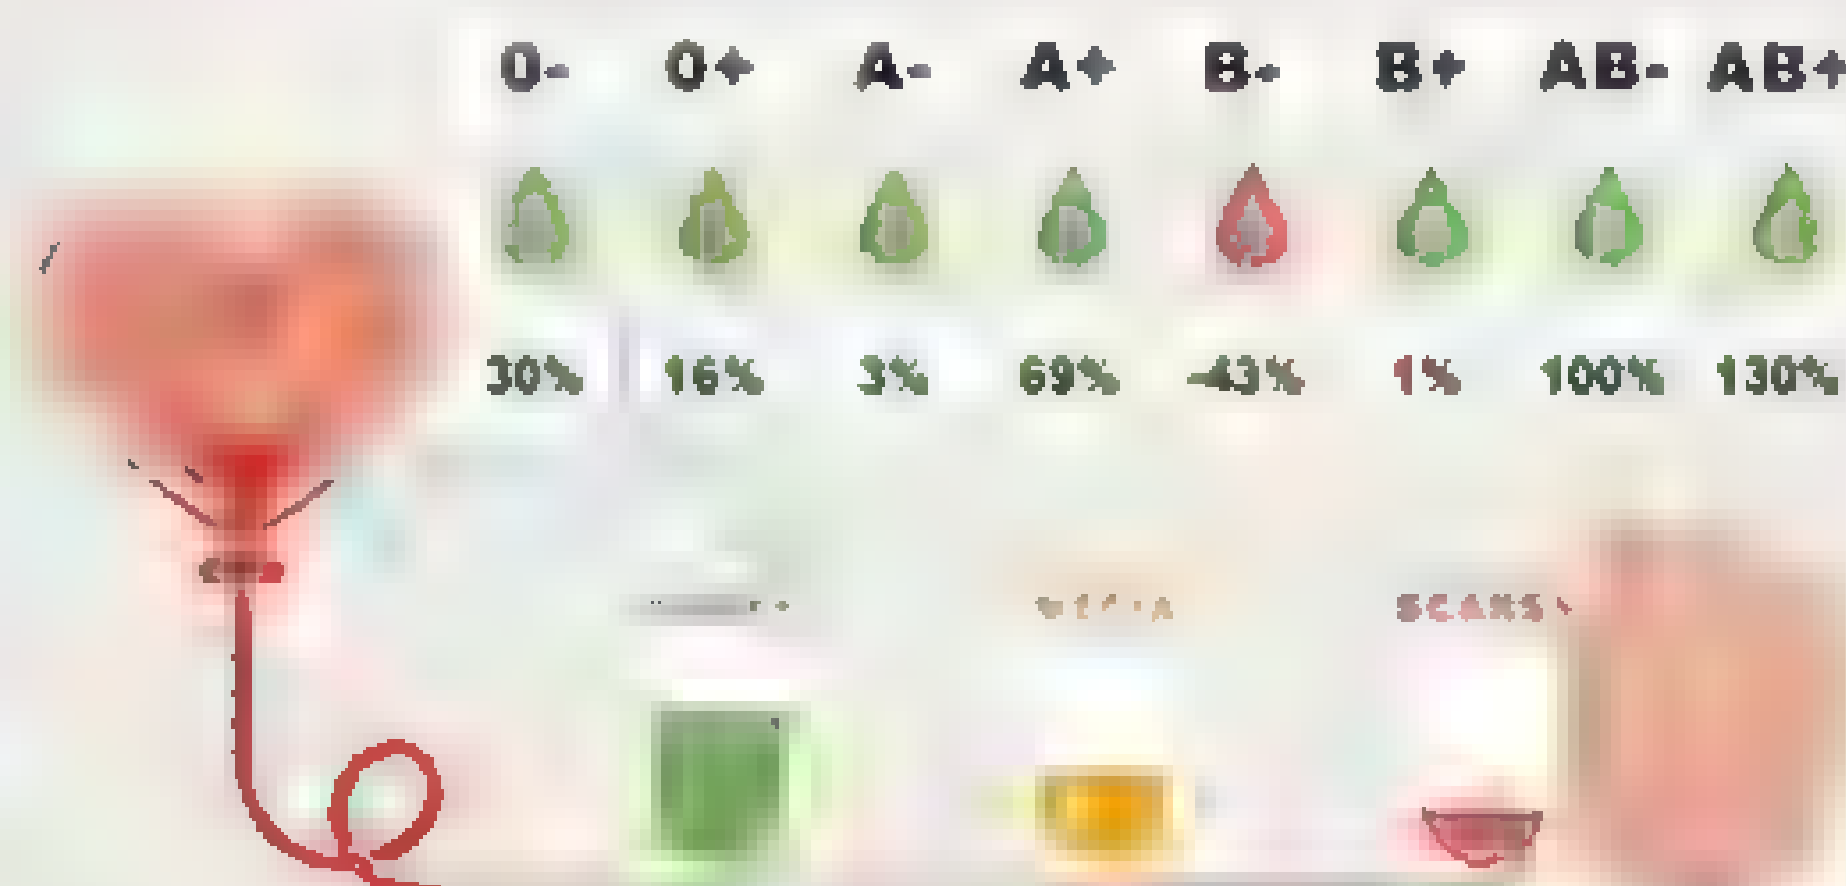 0- 0+ A- A+ B- B+ AB- AB+
30% 16% 3% 69% -43% 1% 100% 130%